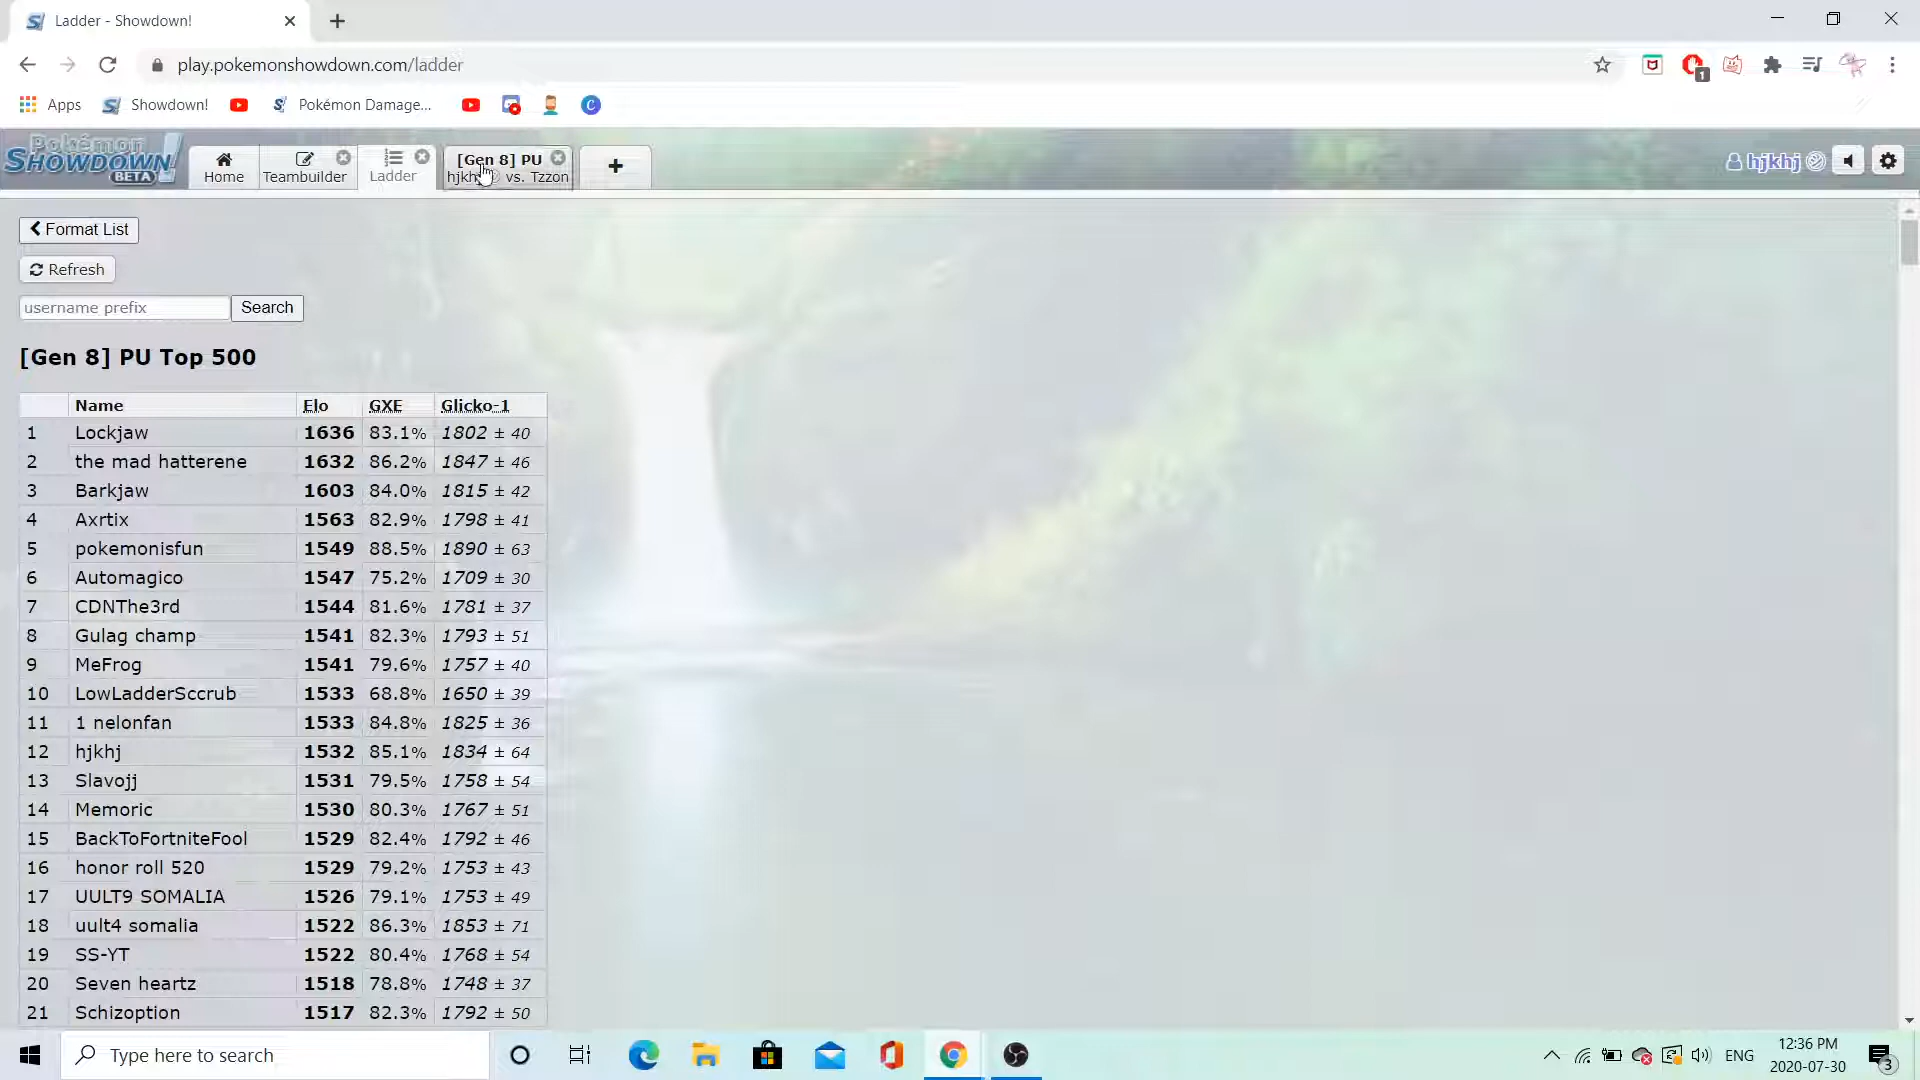 Ladder - Showdown!
play.pokemonshowdown.com/ladder
1
Apps
Showdown!
Pokémon Damage...
Pokémon
SHOWDOWN!
BETA
Home
Teambuilder
Ladder
[Gen 8] PU
vs. Tzzon
hjkhj
Format List
Refresh
username prefix
Search
[Gen 8] PU Top 500
Name Elo GXE Glicko-1
1 Lockjaw 1636 83.1% 1802 ± 40
2 the mad hatterene 1632 86.2% 1847 ± 46
3 Barkjaw 1603 84.0% 1815 ± 42
4 Axrtix 1563 82.9% 1798 ± 41
5 pokemonisfun 1549 88.5% 1890 ± 63
6 Automagico 1547 75.2% 1709 ± 30
7 CDNThe3rd 1544 81.6% 1781 ± 37
8 Gulag champ 1541 82.3% 1793 ± 51
9 MeFrog 1541 79.6% 1757 ± 40
10 LowLadderSccrub 1533 68.8% 1650 ± 39
11 1 nelonfan 1533 84.8% 1825 ± 36
12 hjkhj 1532 85.1% 1834 ± 64
13 Slavojj 1531 79.5% 1758 ± 54
14 Memoric 1530 80.3% 1767 ± 51
15 BackToFortniteFool 1529 82.4% 1792 ± 46
16 honor roll 520 1529 79.2% 1753 ± 43
17 UULT9 SOMALIA 1526 79.1% 1753 ± 49
18 uult4 somalia 1522 86.3% 1853 ± 71
19 SS-YT 1522 80.4% 1768 ± 54
20 Seven heartz 1518 78.8% 1748 ± 37
21 Schizoption 1517 82.3% 1792 ± 50
Type here to search
ENG
12:36 PM
2020-07-30
3